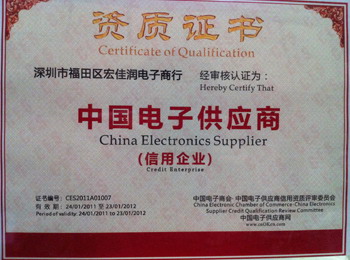 资质证书
Certificate of Qualification
深圳市福田区宏佳润电子商行 经审核认证为：
Hereby Certify That
中国电子供应商
China Electronics Supplier
（信用企业）
Credit Enterprise
证书编号：CES2011A01007
有效期：24/01/2011 至 23/01/2012
Period of validity: 24/01/2011 to 23/01/2012
中国电子商会·中国电子供应商信用资质评审委员会
China Electronic Chamber of Commerce·China Electronics
Supplier Credit Qualification Review Committee
中国电子供应商网